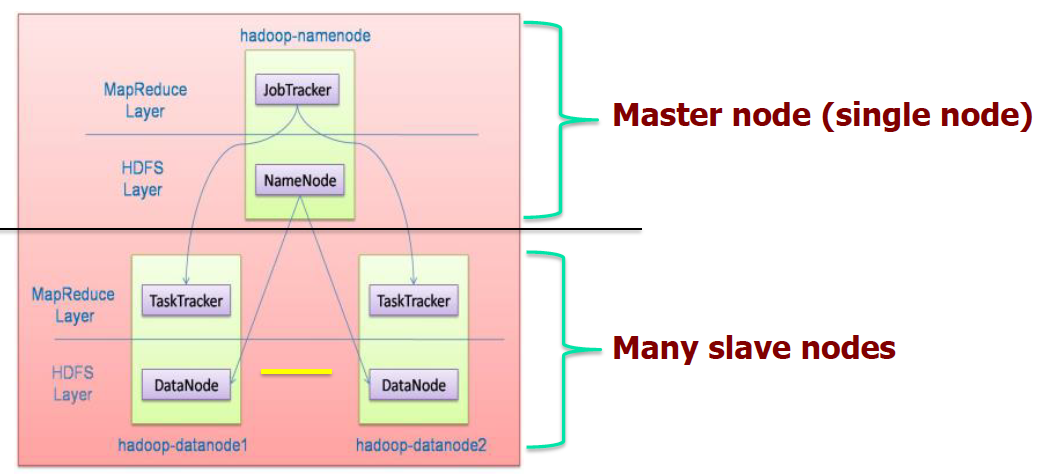 hadoop-namenode
MapReduce
Layer
JobTracker
Master node (single node)
HDFS
Layer
NameNode
MapReduce
Layer
TaskTracker
TaskTracker
Many slave nodes
HDFS
Layer
DataNode
DataNode
hadoop-datanode1
hadoop-datanode2